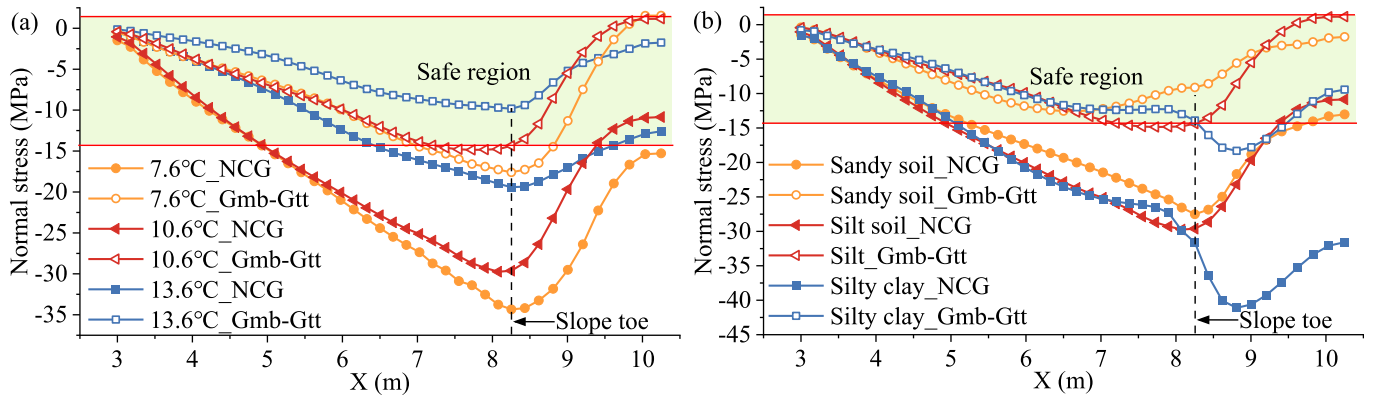 (a)
Normal stress (MPa)
0
-5
-10
-15
-20
-25
-30
-35
Safe region
7.6°C_NCG
7.6°C_Gmb-Gtt
10.6°C_NCG
10.6°C_Gmb-Gtt
13.6°C_NCG
13.6°C_Gmb-Gtt
Slope toe
3 4 5 6 7 8 9 10
X (m)
(b)
Normal stress (MPa)
0
-5
-10
-15
-20
-25
-30
-35
-40
-45
Safe region
Sandy soil_NCG
Sandy soil_Gmb-Gtt
Silt soil_NCG
Silt_Gmb-Gtt
Silty clay_NCG
Silty clay_Gmb-Gtt
Slope toe
3 4 5 6 7 8 9 10
X (m)